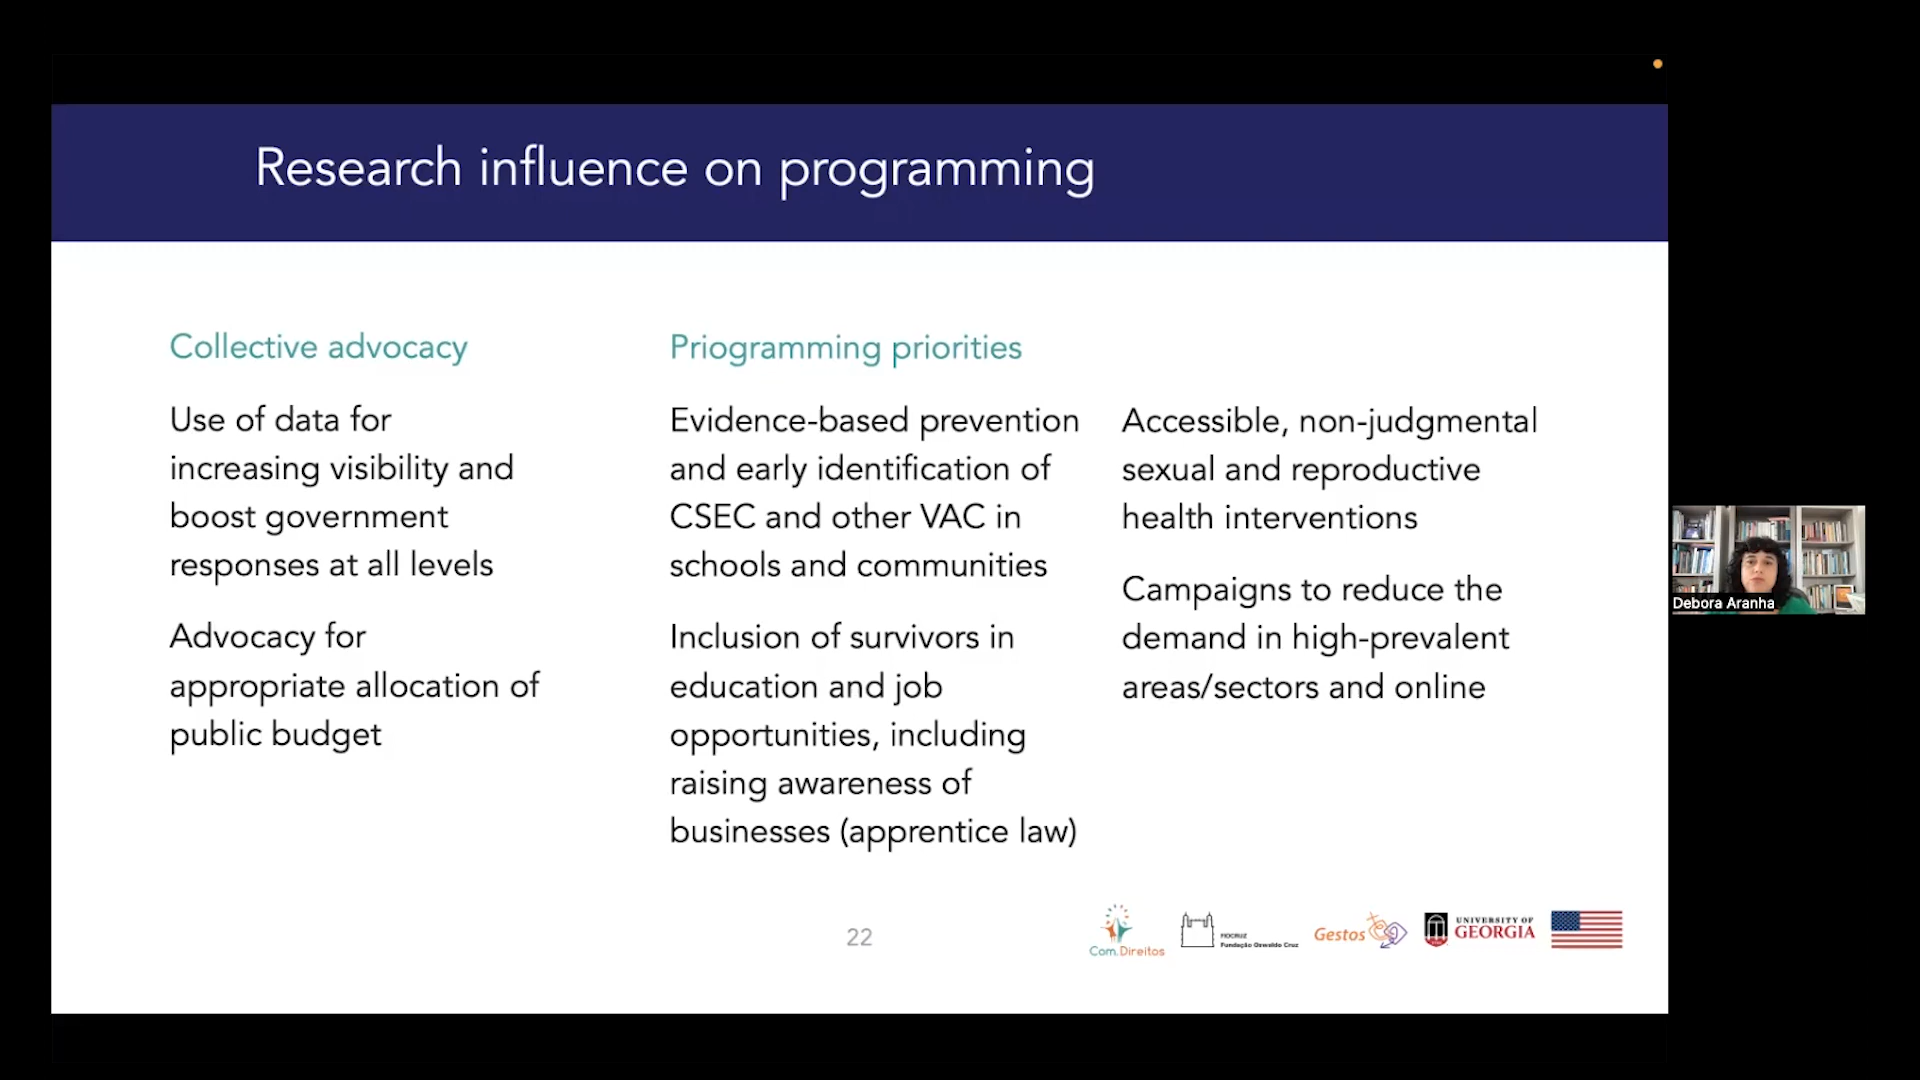 Research influence on programming
Collective advocacy
Use of data for
increasing visibility and
boost government
responses at all levels
Advocacy for
appropriate allocation of
public budget
Priogramming priorities
Evidence-based prevention
and early identification of
CSEC and other VAC in
schools and communities
Inclusion of survivors in
education and job
opportunities, including
raising awareness of
businesses (apprentice law)
Accessible, non-judgmental
sexual and reproductive
health interventions
Campaigns to reduce the
demand in high-prevalent
areas/sectors and online
Debora Aranha
22
Com.Direitos
FIOCRUZ
Fundação Oswaldo Cruz
Gestos
UNIVERSITY OF
GEORGIA